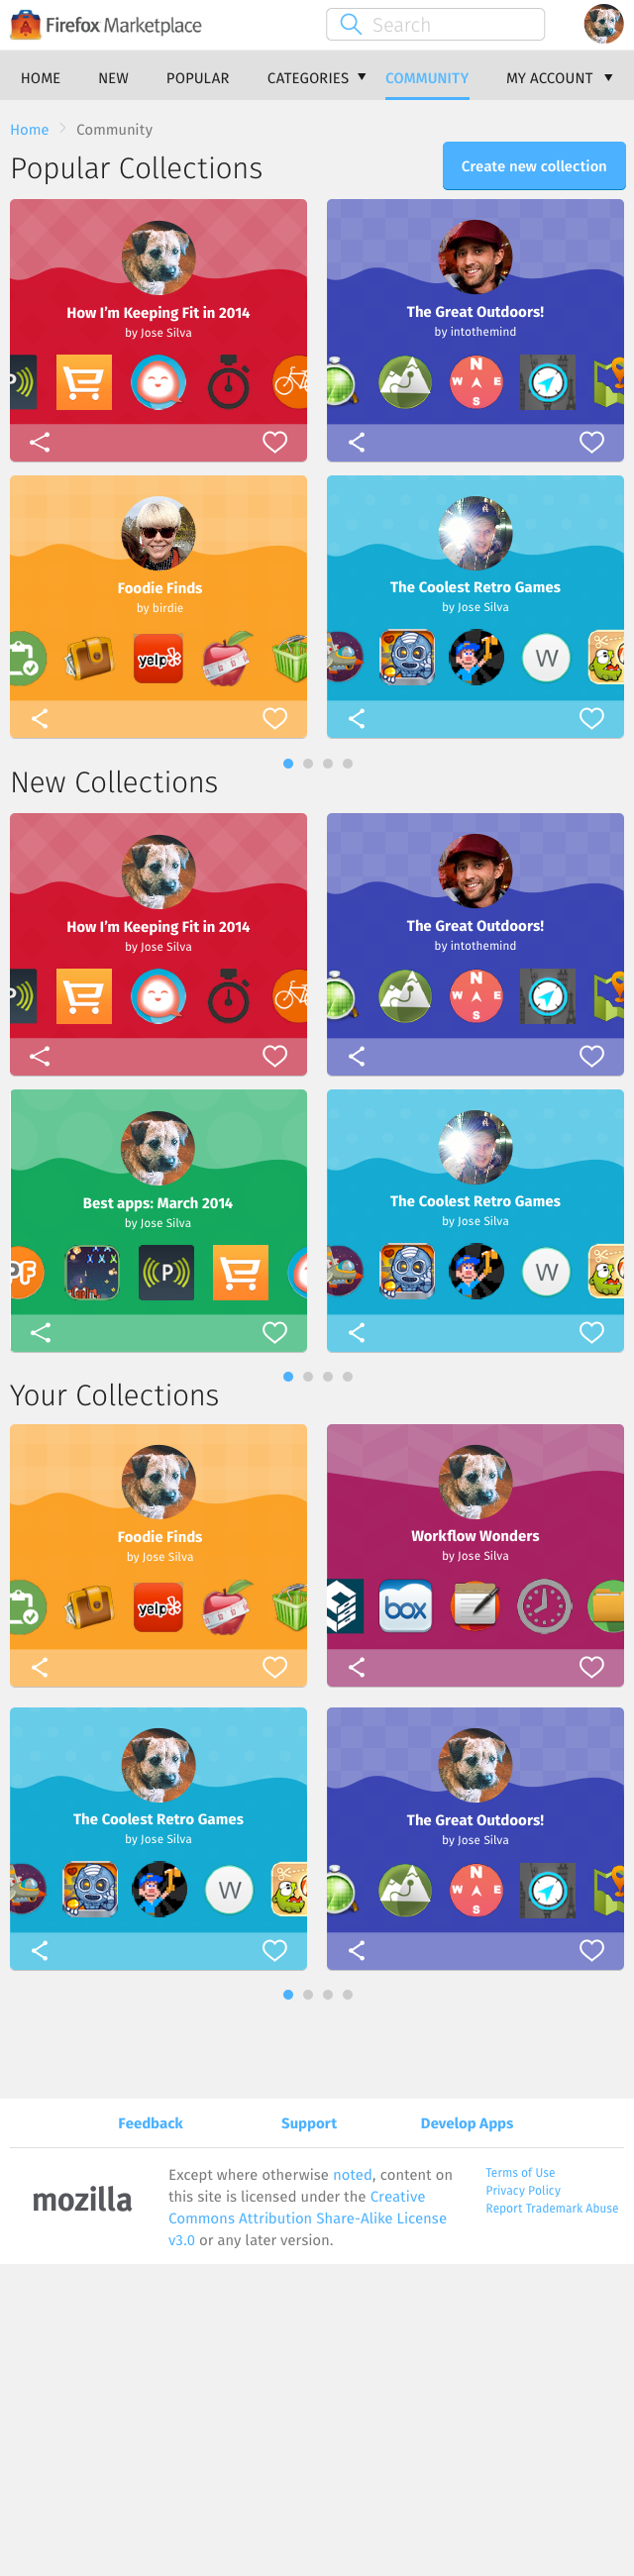 Firefox Marketplace
Search
HOME NEW POPULAR CATEGORIES COMMUNITY MY ACCOUNT
Home Community
Popular Collections
Create new collection
How I'm Keeping Fit in 2014
by Jose Silva
P
The Great Outdoors!
by intothemind
N
W E
A S
Foodie Finds
by birdie
yelp
The Coolest Retro Games
by Jose Silva
W
New Collections
How I'm Keeping Fit in 2014
by Jose Silva
P
The Great Outdoors!
by intothemind
N
W E
A S
Best apps: March 2014
by Jose Silva
PF
P
The Coolest Retro Games
by Jose Silva
W
Your Collections
Foodie Finds
by Jose Silva
yelp
Workflow Wonders
by Jose Silva
box
The Coolest Retro Games
by Jose Silva
W
The Great Outdoors!
by Jose Silva
N
W E
A S
Feedback Support Develop Apps
mozilla
Except where otherwise noted, content on
this site is licensed under the Creative
Commons Attribution Share-Alike License
v3.0 or any later version.
Terms of Use
Privacy Policy
Report Trademark Abuse